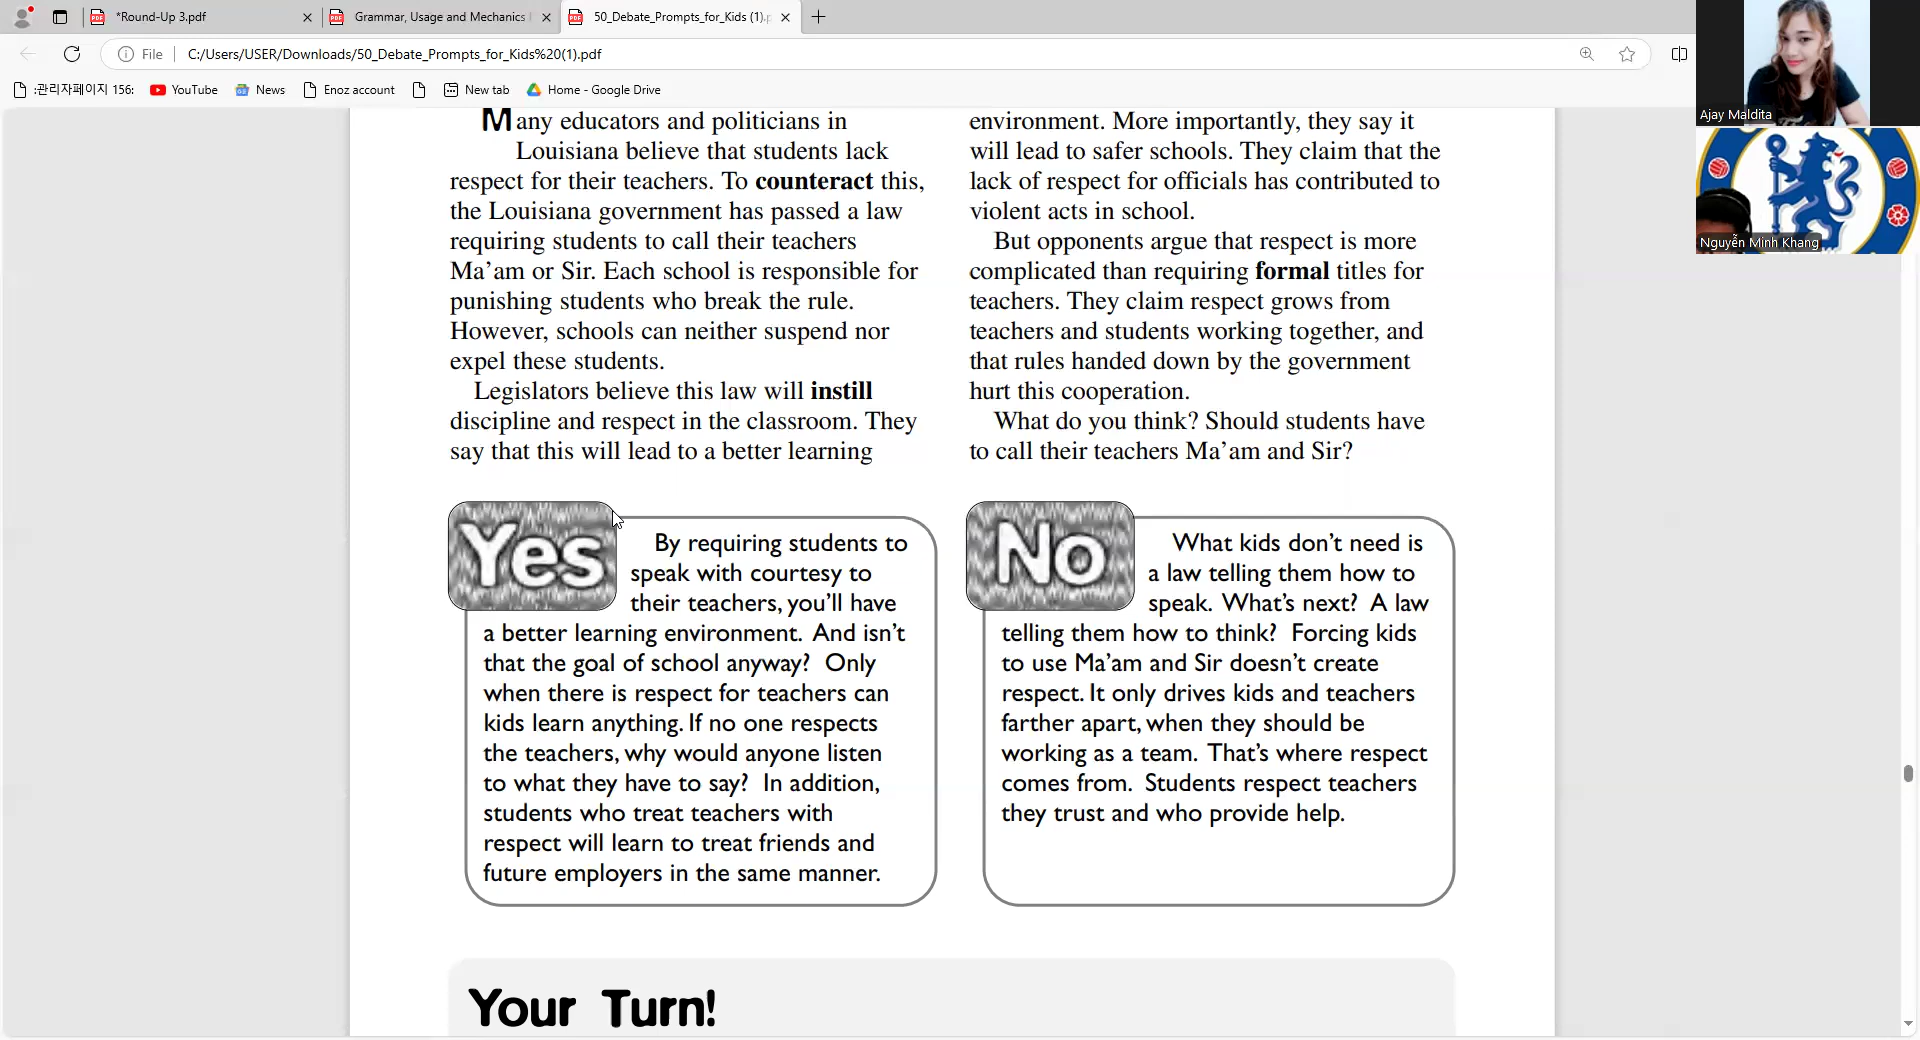 *Round-Up 3.pdf
Grammar, Usage and Mechanics
50_Debate_Prompts_for_Kids (1).p
File
C:/Users/USER/Downloads/50_Debate_Prompts_for_Kids%20(1).pdf
:관리자페이지 156:
YouTube
News
Enoz account
New tab
Home - Google Drive
Ajay Maldita
Nguyễn Minh Khang
Many educators and politicians in
Louisiana believe that students lack
respect for their teachers. To counteract this,
the Louisiana government has passed a law
requiring students to call their teachers
Ma’am or Sir. Each school is responsible for
punishing students who break the rule.
However, schools can neither suspend nor
expel these students.
Legislators believe this law will instill
discipline and respect in the classroom. They
say that this will lead to a better learning
environment. More importantly, they say it
will lead to safer schools. They claim that the
lack of respect for officials has contributed to
violent acts in school.
But opponents argue that respect is more
complicated than requiring formal titles for
teachers. They claim respect grows from
teachers and students working together, and
that rules handed down by the government
hurt this cooperation.
What do you think? Should students have
to call their teachers Ma’am and Sir?
Yes
By requiring students to
speak with courtesy to
their teachers, you’ll have
a better learning environment. And isn’t
that the goal of school anyway? Only
when there is respect for teachers can
kids learn anything. If no one respects
the teachers, why would anyone listen
to what they have to say? In addition,
students who treat teachers with
respect will learn to treat friends and
future employers in the same manner.
No
What kids don’t need is
a law telling them how to
speak. What’s next? A law
telling them how to think? Forcing kids
to use Ma’am and Sir doesn’t create
respect. It only drives kids and teachers
farther apart, when they should be
working as a team. That’s where respect
comes from. Students respect teachers
they trust and who provide help.
Your Turn!